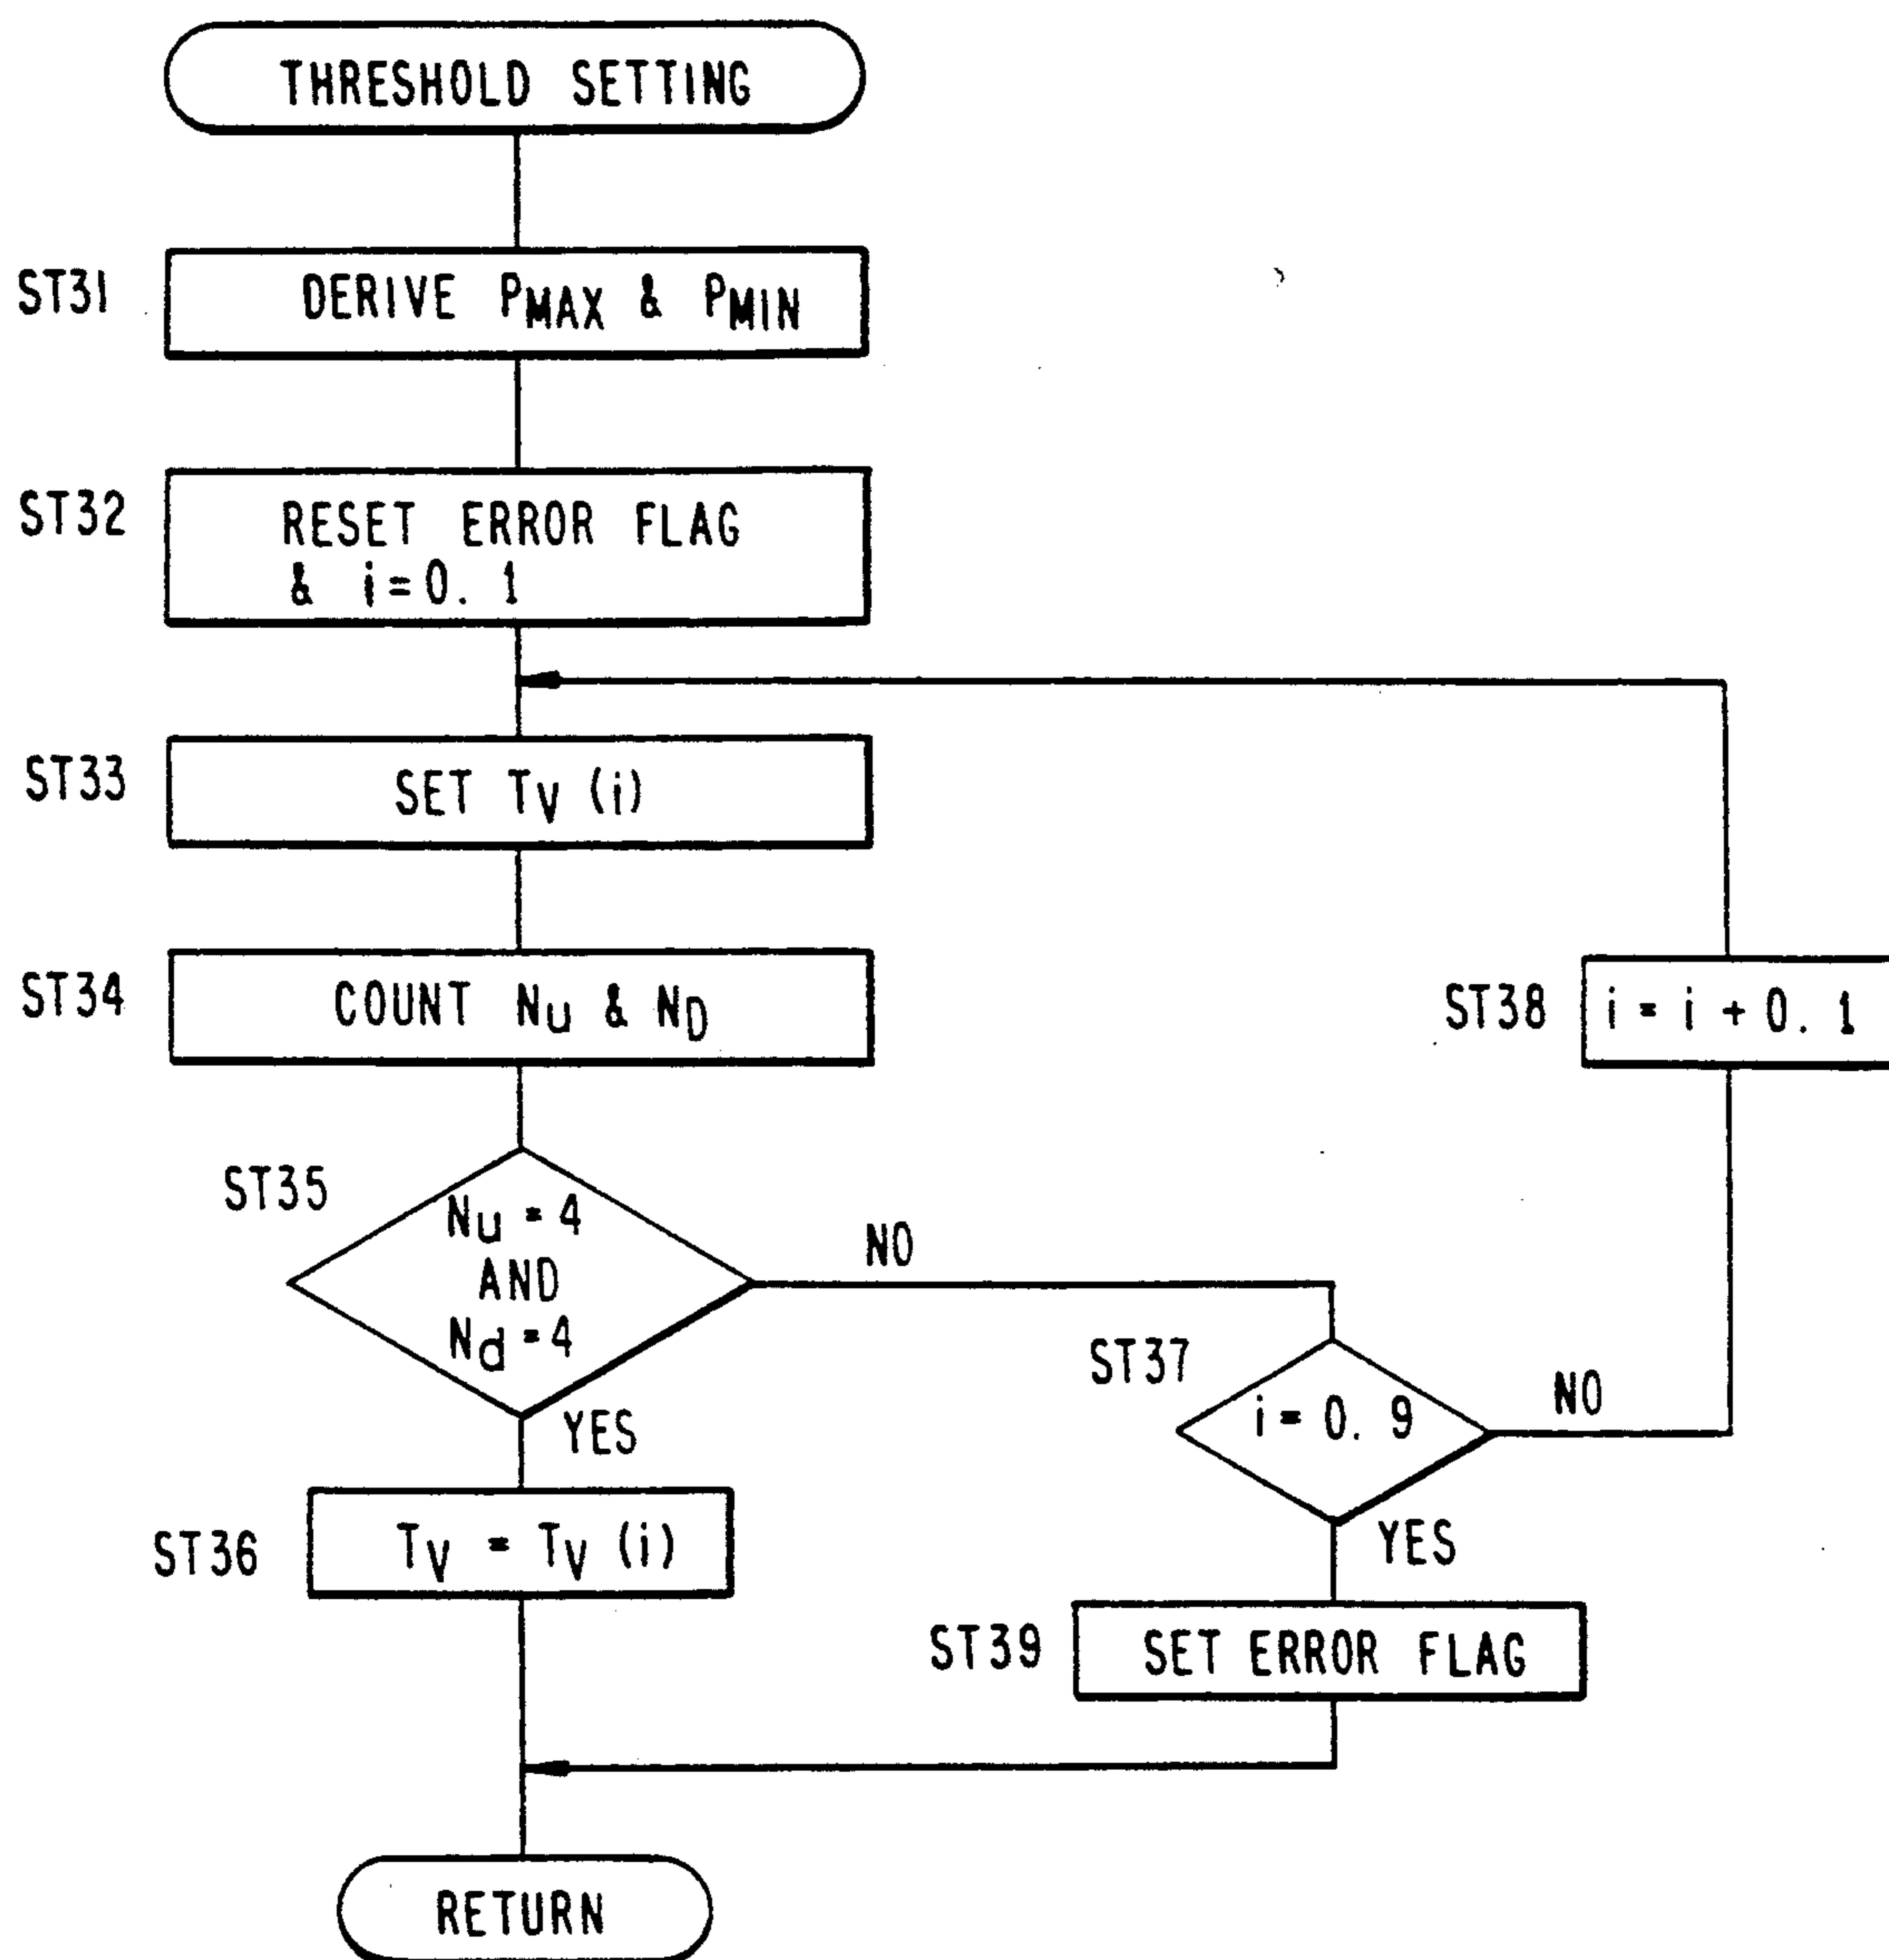 THRESHOLD SETTING
ST31
DERIVE PMAX & PMIN
ST32
RESET ERROR FLAG
& i=0. 1
ST33
SET TV (i)
ST34
COUNT NU & ND
ST38
i = i + 0. 1
ST35
NU = 4
AND
Nd = 4
NO
YES
ST37
i = 0. 9
NO
YES
ST36
TV = TV (i)
ST39
SET ERROR FLAG
RETURN